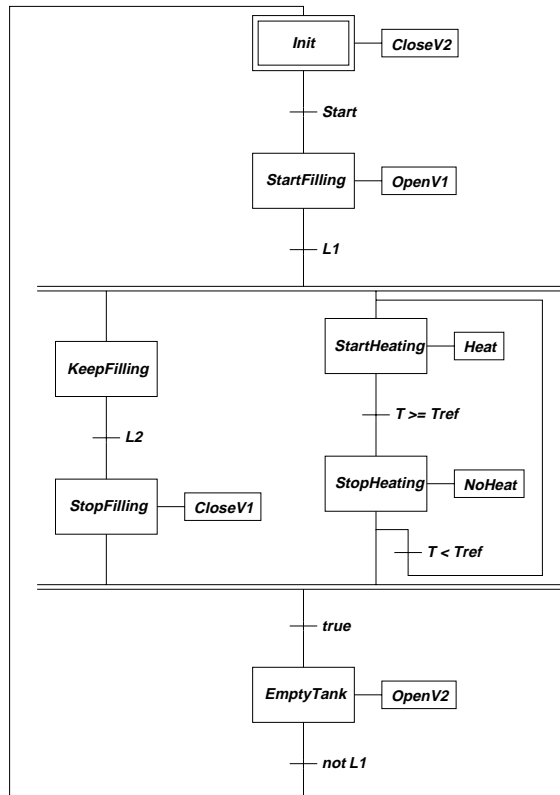 Init
CloseV2
Start
StartFilling
OpenV1
L1
StartHeating
Heat
KeepFilling
T >= Tref
L2
StopFilling
CloseV1
StopHeating
NoHeat
T < Tref
true
EmptyTank
OpenV2
not L1